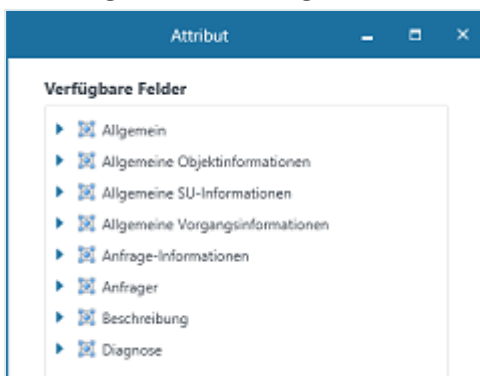 Attribut
Verfügbare Felder
Allgemein
Allgemeine Objektinformationen
Allgemeine SU-Informationen
Allgemeine Vorgangsinformationen
Anfrage-Informationen
Anfrager
Beschreibung
Diagnose